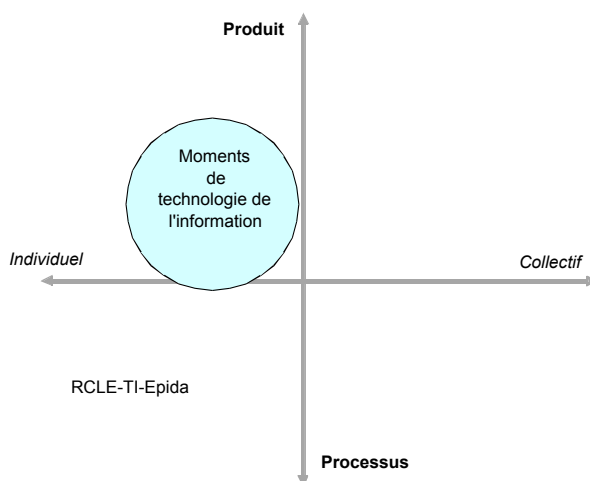 Produit
Moments
de
technologie de
l'information
Individuel
Collectif
RCLE-TI-Epida
Processus